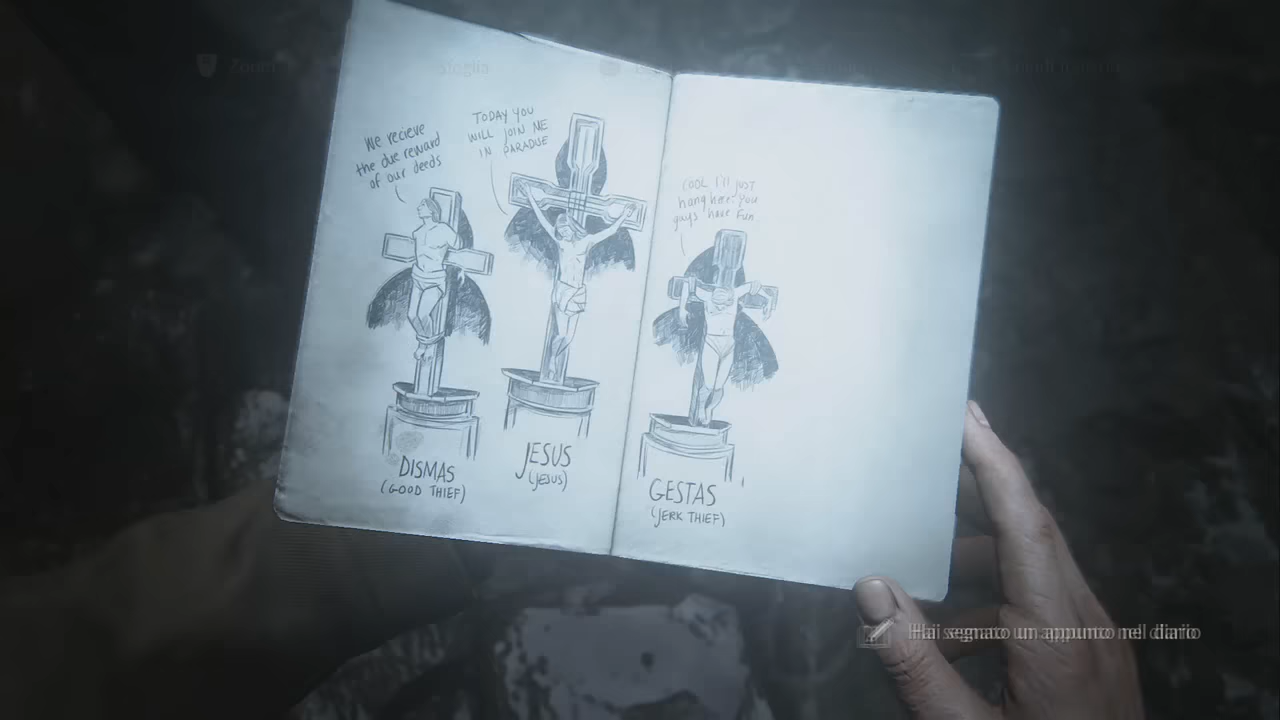 Zoom
Sfoglia
We recieve
the due reward
of our deeds
TODAY YOU
WILL JOIN ME
IN PARADISE
COOL I'll JUST
hang here. You
guys have fun
DISMAS
(GOOD THIEF)
JESUS
(JESUS)
GESTAS
(JERK THIEF)
Hai segnato un appunto nel diario